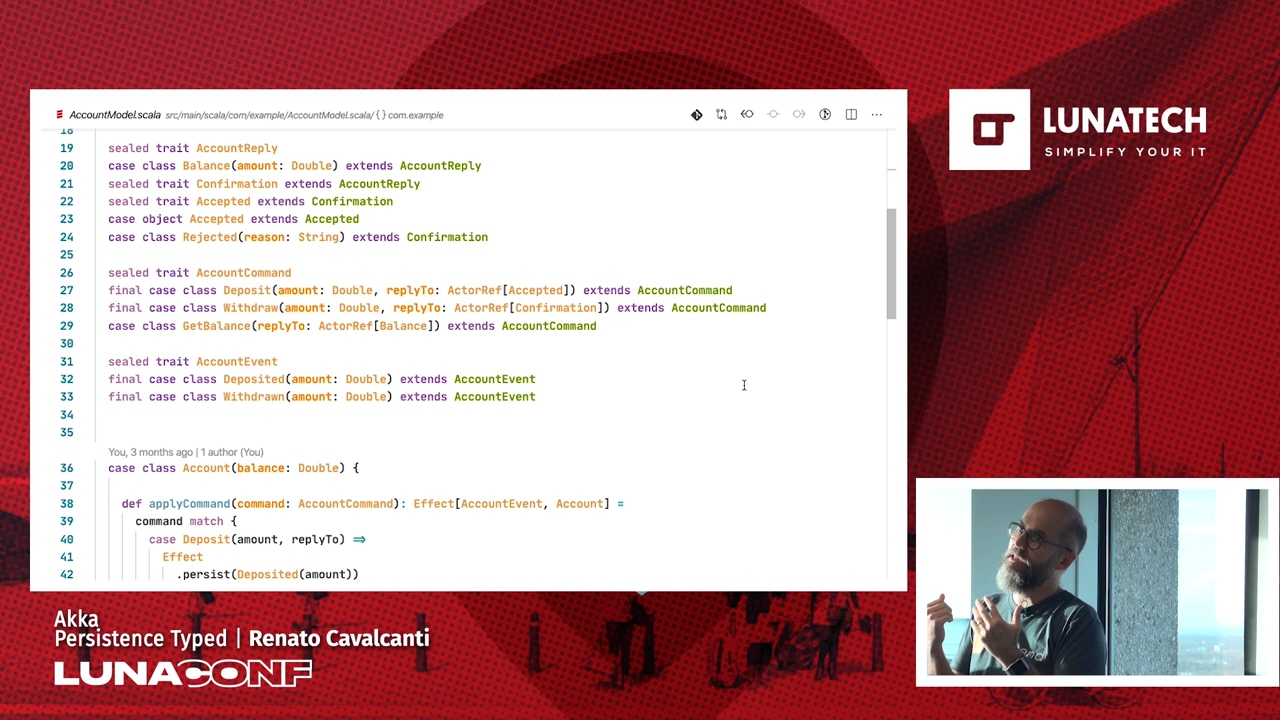 AccountModel.scala src/main/scala/com/example/AccountModel.scala/{ } com.example
18
19 sealed trait AccountReply
20 case class Balance(amount: Double) extends AccountReply
21 sealed trait Confirmation extends AccountReply
22 sealed trait Accepted extends Confirmation
23 case object Accepted extends Accepted
24 case class Rejected(reason: String) extends Confirmation
25
26 sealed trait AccountCommand
27 final case class Deposit(amount: Double, replyTo: ActorRef[Accepted]) extends AccountCommand
28 final case class Withdraw(amount: Double, replyTo: ActorRef[Confirmation]) extends AccountCommand
29 case class GetBalance(replyTo: ActorRef[Balance]) extends AccountCommand
30
31 sealed trait AccountEvent
32 final case class Deposited(amount: Double) extends AccountEvent
33 final case class Withdrawn(amount: Double) extends AccountEvent
34
35
You, 3 months ago | 1 author (You)
36 case class Account(balance: Double) {
37
38 def applyCommand(command: AccountCommand): Effect[AccountEvent, Account] =
39 command match {
40 case Deposit(amount, replyTo) ⇒
41 Effect
42 .persist(Deposited(amount))
LUNATECH
SIMPLIFY YOUR IT
Akka
Persistence Typed | Renato Cavalcanti
LUNACONF